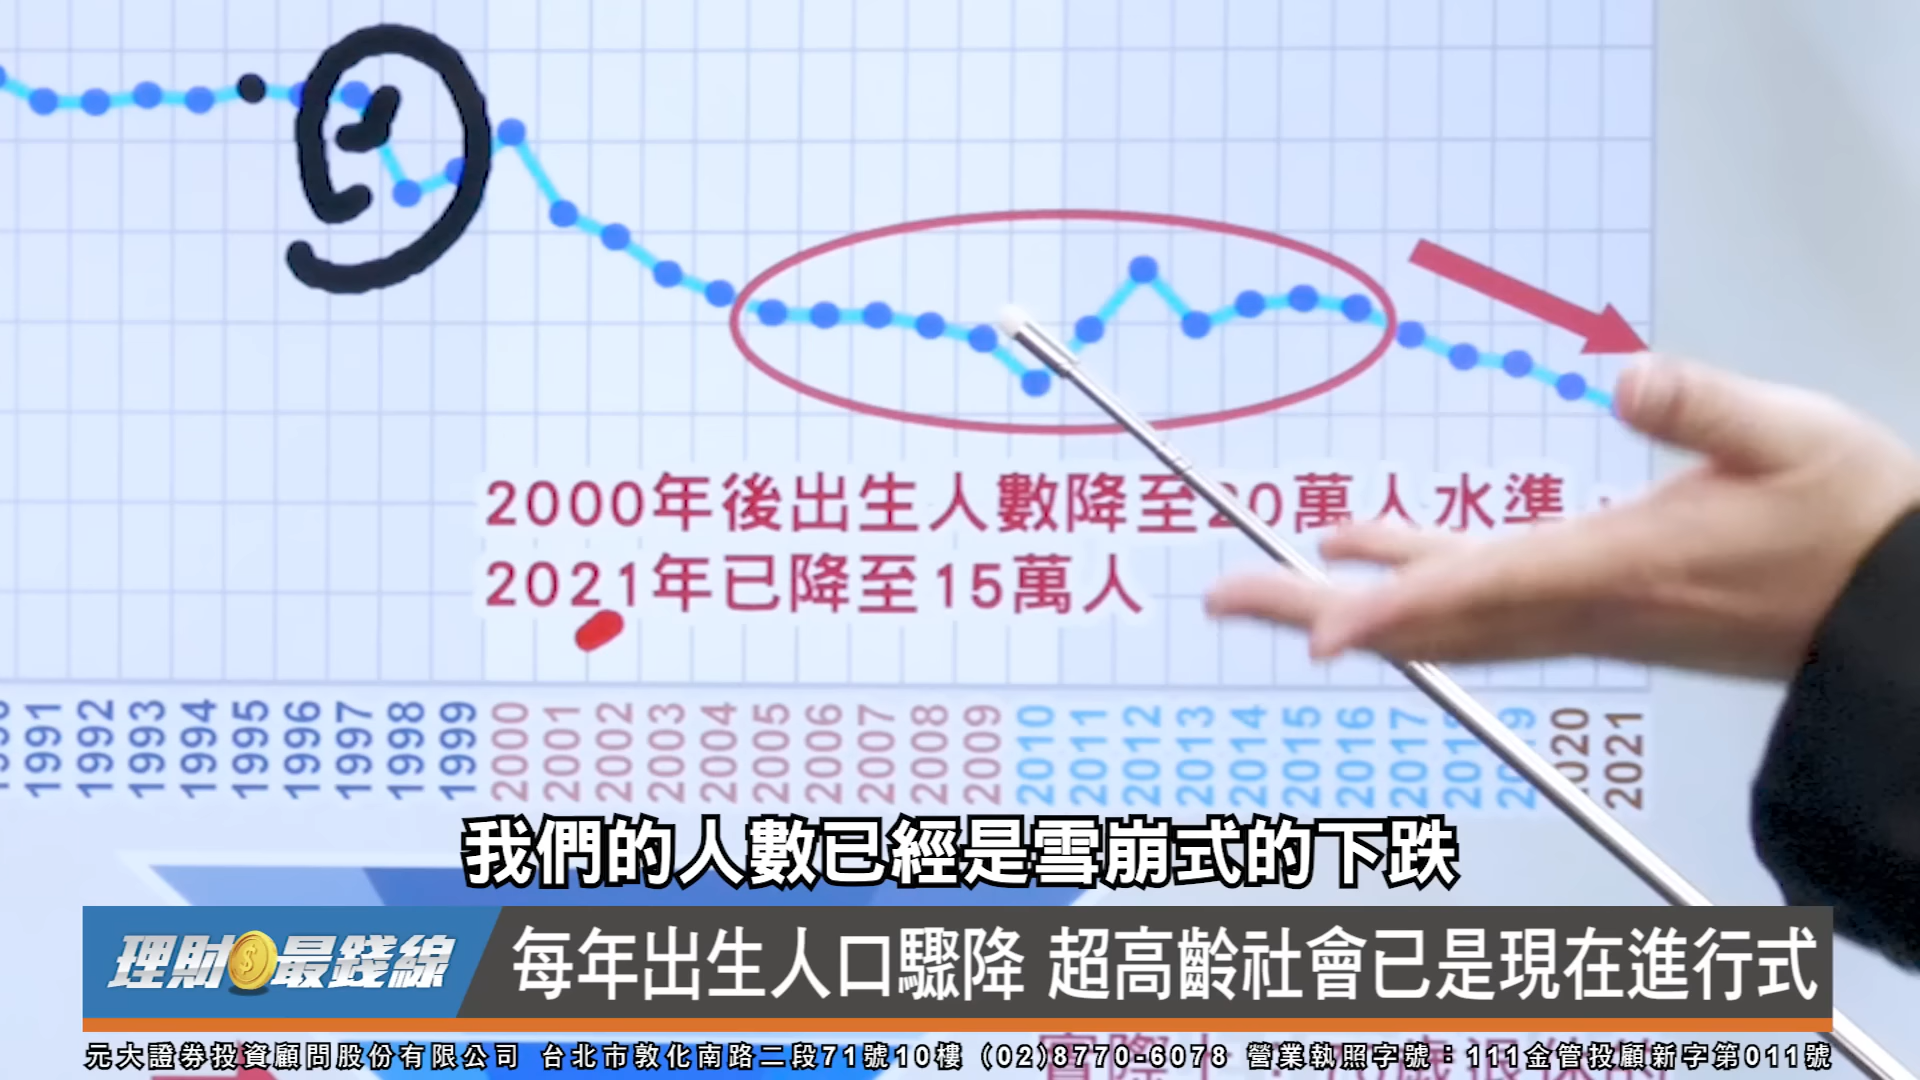 2000年後出生人數降至20萬人水準，
2021年已降至15萬人
1991 1992 1993 1994 1995 1996 1997 1998 1999 2000 2001 2002 2003 2004 2005 2006 2007 2008 2009 2010 2011 2012 2013 2014 2015 2016 2017 2018 2019 2020 2021
我們的人數已經是雪崩式的下跌
理財最錢線
每年出生人口驟降 超高齡社會已是現在進行式
元大證券投資顧問股份有限公司 台北市敦化南路二段71號10樓 (02)8770-6078 營業執照字號：111金管投顧新字第011號